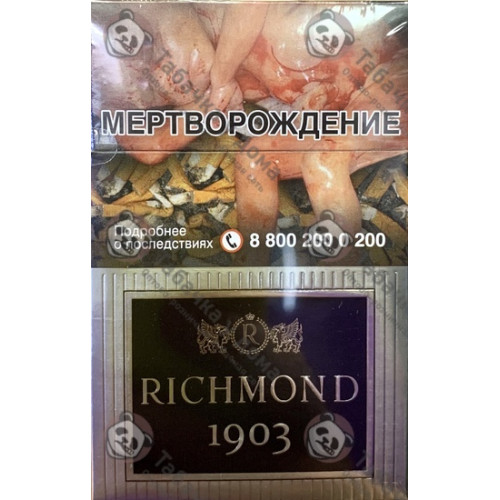 МЕРТВОРОЖДЕНИЕ
Подробнее
о последствиях
8 800 200 0 200
R
RICHMOND
1903